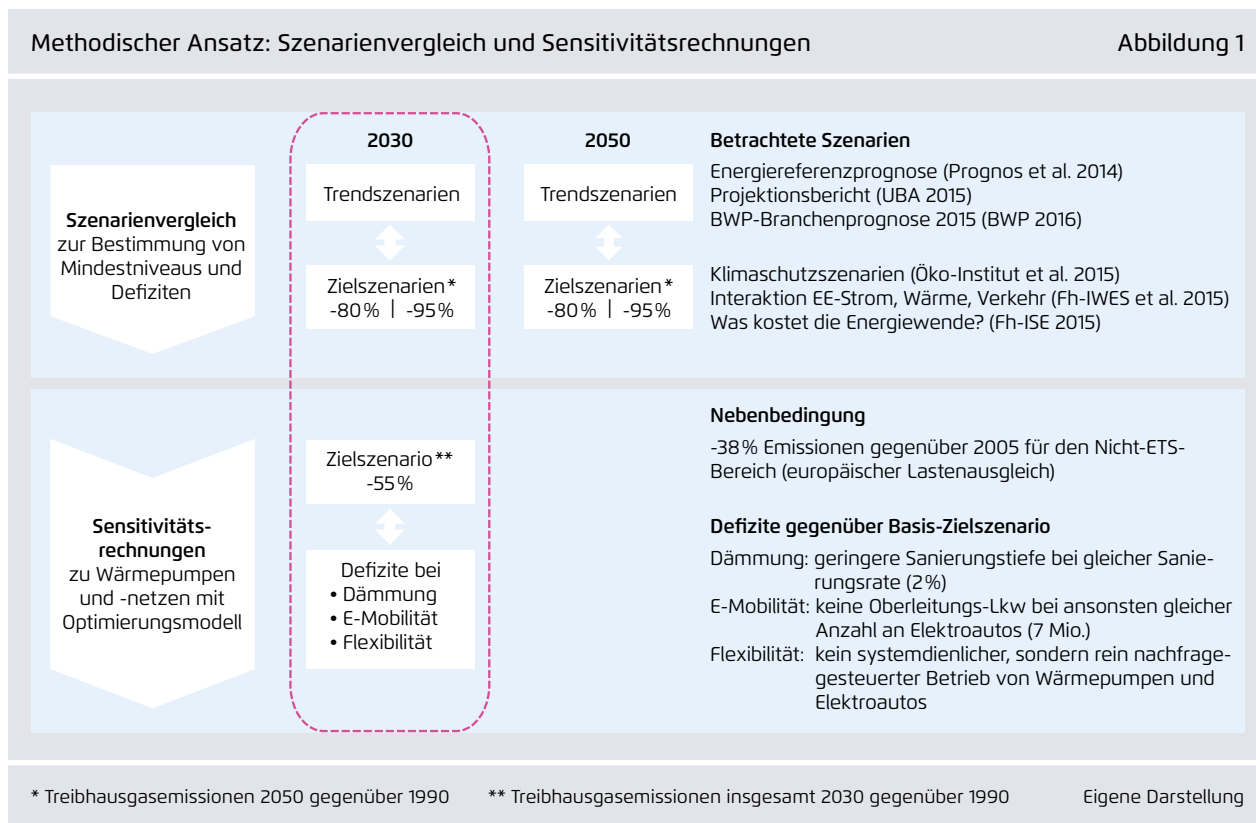 Methodischer Ansatz: Szenarienvergleich und Sensitivitätsrechnungen
Abbildung 1
Szenarienvergleich
zur Bestimmung von
Mindestniveaus und
Defiziten
2030
Trendszenarien
Zielszenarien*
-80% | -95%
2050
Trendszenarien
Zielszenarien*
-80% | -95%
Betrachtete Szenarien
Energiereferenzprognose (Prognos et al. 2014)
Projektionsbericht (UBA 2015)
BWP-Branchenprognose 2015 (BWP 2016)
Klimaschutzszenarien (Öko-Institut et al. 2015)
Interaktion EE-Strom, Wärme, Verkehr (Fh-IWES et al. 2015)
Was kostet die Energiewende? (Fh-ISE 2015)
Sensitivitäts-
rechnungen
zu Wärmepumpen
und -netzen mit
Optimierungsmodell
Zielszenario**
-55%
Defizite bei
• Dämmung
• E-Mobilität
• Flexibilität
Nebenbedingung
-38% Emissionen gegenüber 2005 für den Nicht-ETS-
Bereich (europäischer Lastenausgleich)
Defizite gegenüber Basis-Zielszenario
Dämmung: geringere Sanierungstiefe bei gleicher Sanie-
rungsrate (2%)
E-Mobilität: keine Oberleitungs-Lkw bei ansonsten gleicher
Anzahl an Elektroautos (7 Mio.)
Flexibilität: kein systemdienlicher, sondern rein nachfrage-
gesteuerter Betrieb von Wärmepumpen und
Elektroautos
* Treibhausgasemissionen 2050 gegenüber 1990
** Treibhausgasemissionen insgesamt 2030 gegenüber 1990
Eigene Darstellung